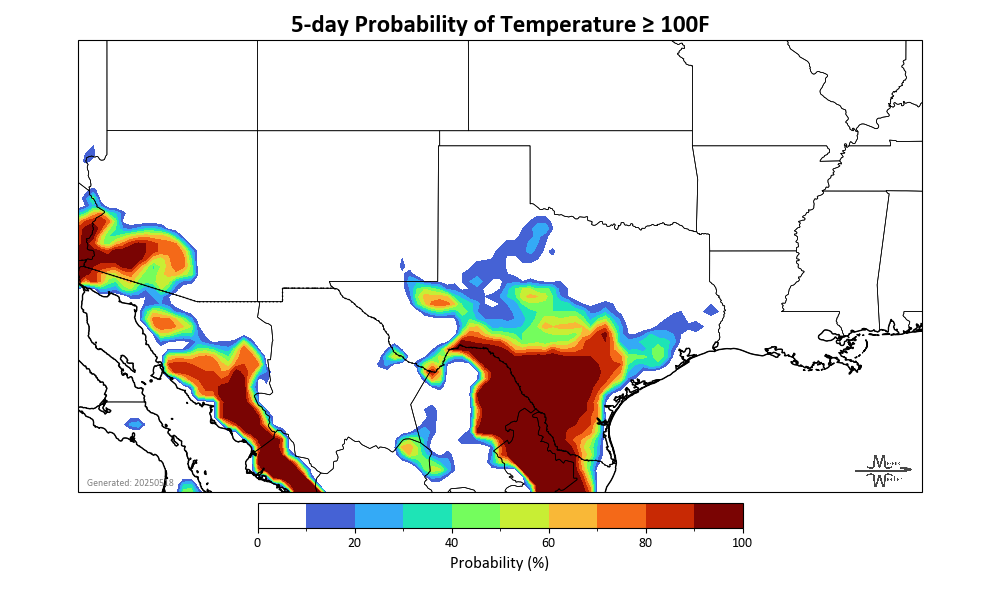 5-day Probability of Temperature ≥ 100F
Generated: 20250518
0 20 40 60 80 100
Probability (%)